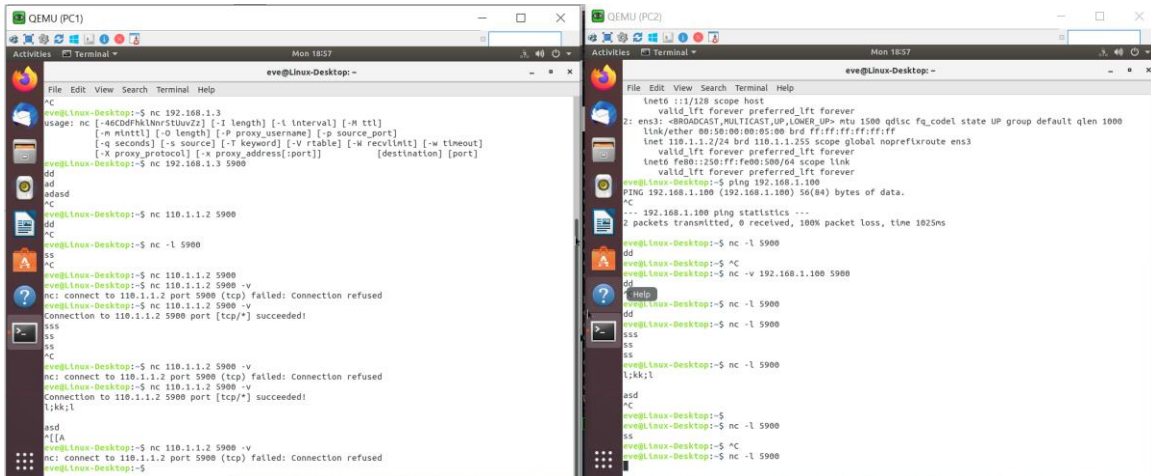 QEMU (PC1)
Activities Terminal Mon 18:57
eve@Linux-Desktop: ~
File Edit View Search Terminal Help
^C
eve@Linux-Desktop:~$ nc 192.168.1.3
usage: nc [-46CDdFhklNnrStUuvZz] [-I length] [-i interval] [-M ttl]
[-m minttl] [-O length] [-P proxy_username] [-p source_port]
[-q seconds] [-s source] [-T keyword] [-V rtable] [-W recvlimit] [-w timeout]
[-X proxy_protocol] [-x proxy_address[:port]] [destination] [port]
eve@Linux-Desktop:~$ nc 192.168.1.3 5900
dd
ad
adasd
^C
eve@Linux-Desktop:~$ nc 110.1.1.2 5900
dd
^C
eve@Linux-Desktop:~$ nc -l 5900
ss
^C
eve@Linux-Desktop:~$ nc 110.1.1.2 5900
eve@Linux-Desktop:~$ nc 110.1.1.2 5900 -v
nc: connect to 110.1.1.2 port 5900 (tcp) failed: Connection refused
eve@Linux-Desktop:~$ nc 110.1.1.2 5900 -v
Connection to 110.1.1.2 5900 port [tcp/*] succeeded!
sss
ss
ss
^C
eve@Linux-Desktop:~$ nc 110.1.1.2 5900 -v
nc: connect to 110.1.1.2 port 5900 (tcp) failed: Connection refused
eve@Linux-Desktop:~$ nc 110.1.1.2 5900 -v
Connection to 110.1.1.2 5900 port [tcp/*] succeeded!
l;kk;l
asd
^[[A
eve@Linux-Desktop:~$ nc 110.1.1.2 5900 -v
nc: connect to 110.1.1.2 port 5900 (tcp) failed: Connection refused
eve@Linux-Desktop:~$
QEMU (PC2)
Activities Terminal Mon 18:57
eve@Linux-Desktop: ~
File Edit View Search Terminal Help
inet6 ::1/128 scope host
valid_lft forever preferred_lft forever
2: ens3: <BROADCAST,MULTICAST,UP,LOWER_UP> mtu 1500 qdisc fq_codel state UP group default qlen 1000
link/ether 00:50:00:00:05:00 brd ff:ff:ff:ff:ff:ff
inet 110.1.1.2/24 brd 110.1.1.255 scope global noprefixroute ens3
valid_lft forever preferred_lft forever
inet6 fe80::250:ff:fe00:500/64 scope link
valid_lft forever preferred_lft forever
eve@Linux-Desktop:~$ ping 192.168.1.100
PING 192.168.1.100 (192.168.1.100) 56(84) bytes of data.
^C
--- 192.168.1.100 ping statistics ---
2 packets transmitted, 0 received, 100% packet loss, time 1025ms
eve@Linux-Desktop:~$ nc -l 5900
dd
eve@Linux-Desktop:~$ ^C
eve@Linux-Desktop:~$ nc -v 192.168.1.100 5900
dd
Help
eve@Linux-Desktop:~$ nc -l 5900
dd
eve@Linux-Desktop:~$ nc -l 5900
sss
ss
ss
eve@Linux-Desktop:~$ nc -l 5900
l;kk;l
asd
^C
eve@Linux-Desktop:~$
eve@Linux-Desktop:~$ nc -l 5900
ss
eve@Linux-Desktop:~$ ^C
eve@Linux-Desktop:~$ nc -l 5900